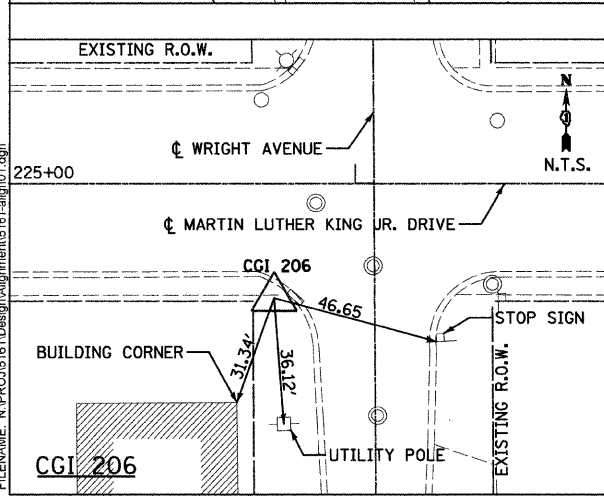 EXISTING R.O.W.
N
℄ WRIGHT AVENUE
N.T.S.
225+00
℄ MARTIN LUTHER KING JR. DRIVE
CGI 206
46.65
STOP SIGN
BUILDING CORNER
31.34'
36.12'
EXISTING R.O.W.
UTILITY POLE
CGI 206